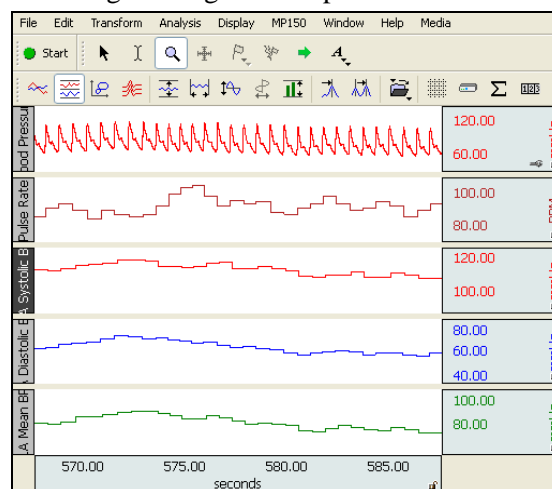 File Edit Transform Analysis Display MP150 Window Help Media
Start
120.00
60.00
Pulse Rate
100.00
80.00
A Systolic B
120.00
100.00
Diastolic B
80.00
60.00
40.00
A Mean BP
100.00
80.00
570.00 575.00 580.00 585.00
seconds